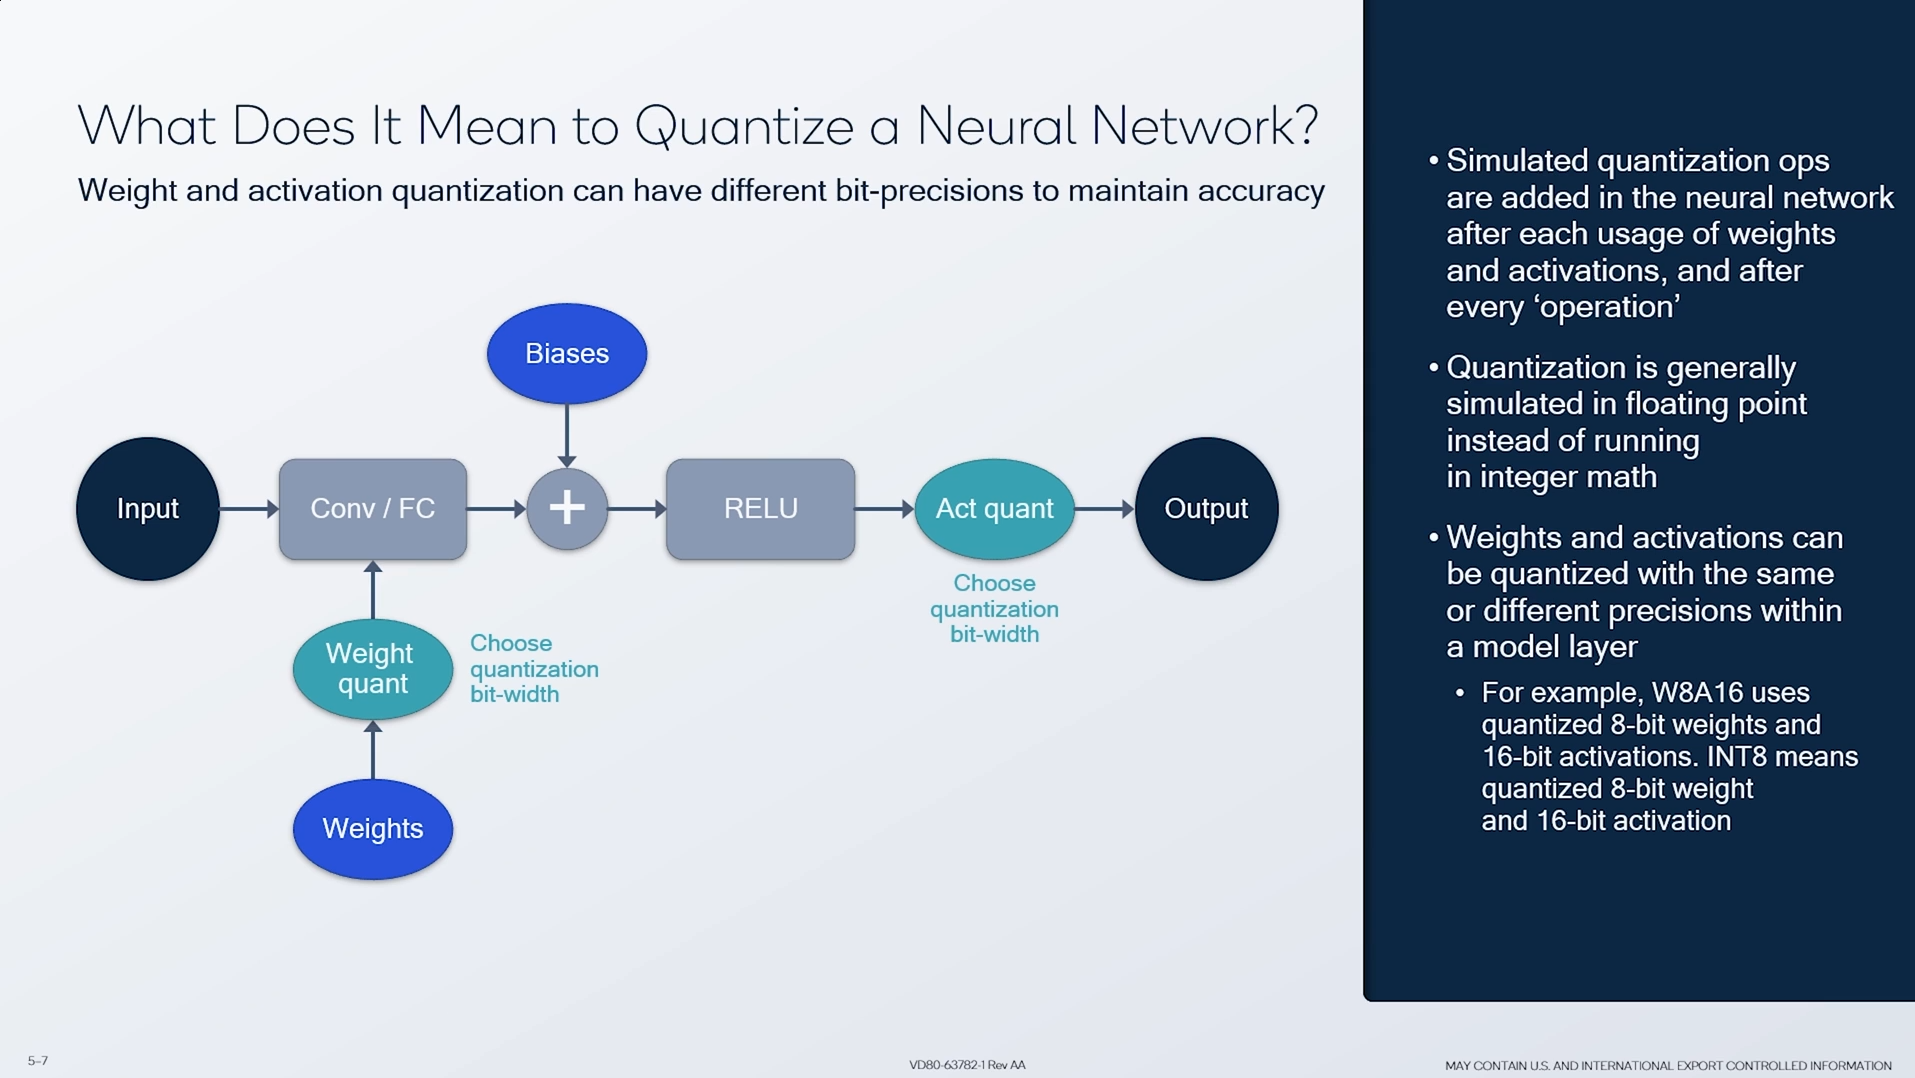 What Does It Mean to Quantize a Neural Network?
Weight and activation quantization can have different bit-precisions to maintain accuracy
Biases
Input
Conv / FC
+
RELU
Act quant
Output
Choose
quantization
bit-width
Weight
quant
Choose
quantization
bit-width
Weights
• Simulated quantization ops
are added in the neural network
after each usage of weights
and activations, and after
every ‘operation’
• Quantization is generally
simulated in floating point
instead of running
in integer math
• Weights and activations can
be quantized with the same
or different precisions within
a model layer
• For example, W8A16 uses
quantized 8-bit weights and
16-bit activations. INT8 means
quantized 8-bit weight
and 16-bit activation
5-7
VD80-63782-1 Rev AA
MAY CONTAIN U.S. AND INTERNATIONAL EXPORT CONTROLLED INFORMATION